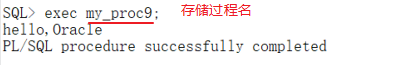 SQL> exec my_proc9; 存储过程名
hello,Oracle
PL/SQL procedure successfully completed